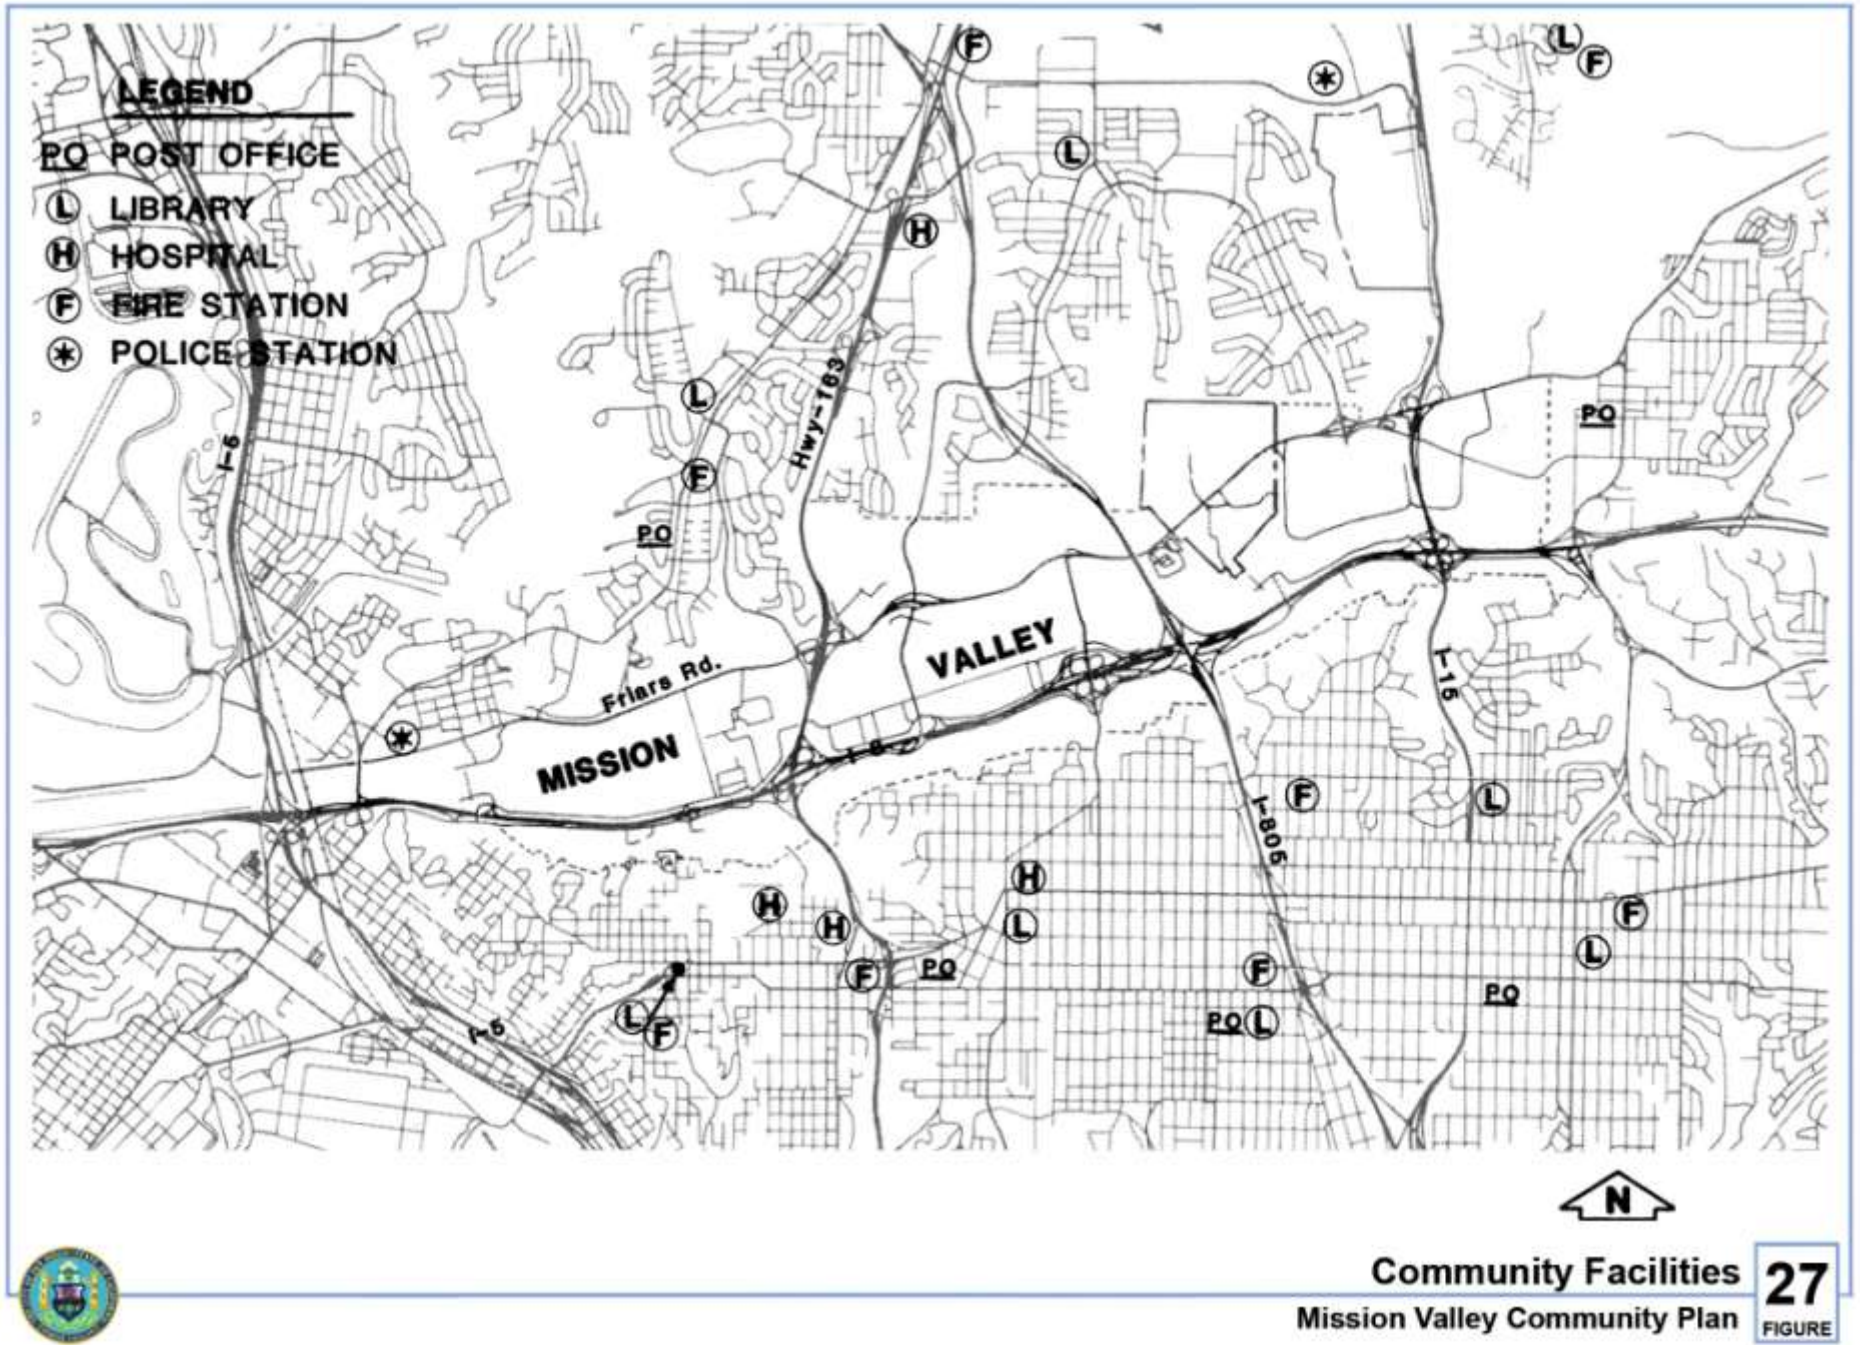 LEGEND
PO POST OFFICE
L LIBRARY
H HOSPITAL
F FIRE STATION
POLICE STATION
F
L
F
L
H
L
Hwy-163
PO
I-5
F
PO
Friars Rd.
VALLEY
I-15
MISSION
I-8
F
L
I-805
H
H
F
H
L
L
F
PO
F
PO
L
F
PO L
I-5
N
Community Facilities
Mission Valley Community Plan
27
FIGURE